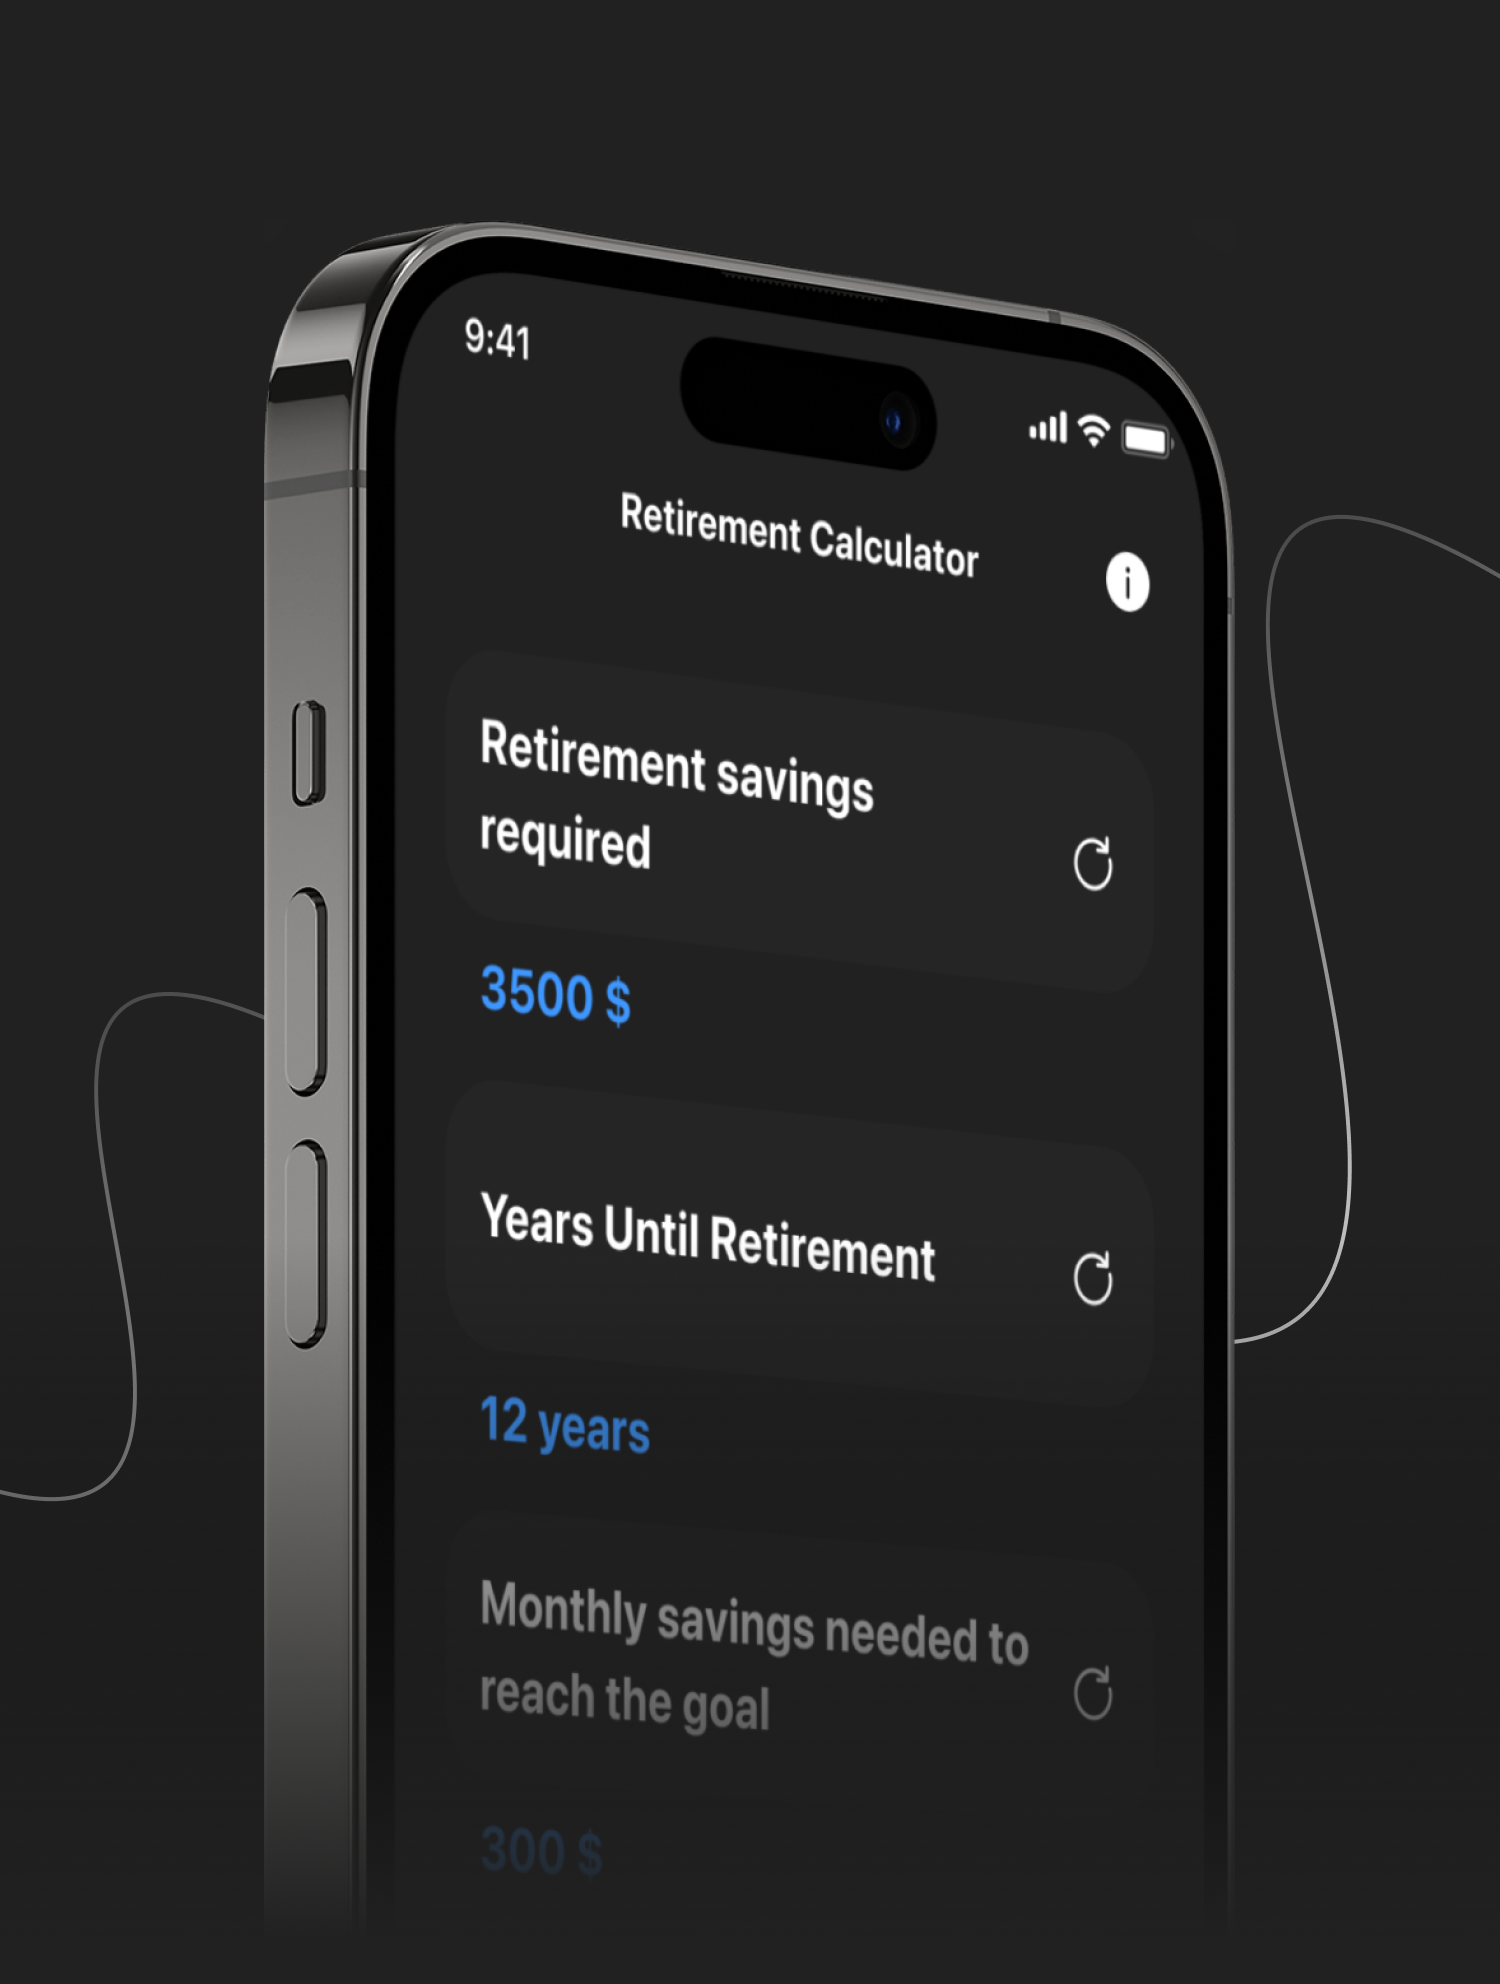 9:41
Retirement Calculator
Retirement savings
required
3500 $
Years Until Retirement
12 years
Monthly savings needed to
reach the goal
300 $